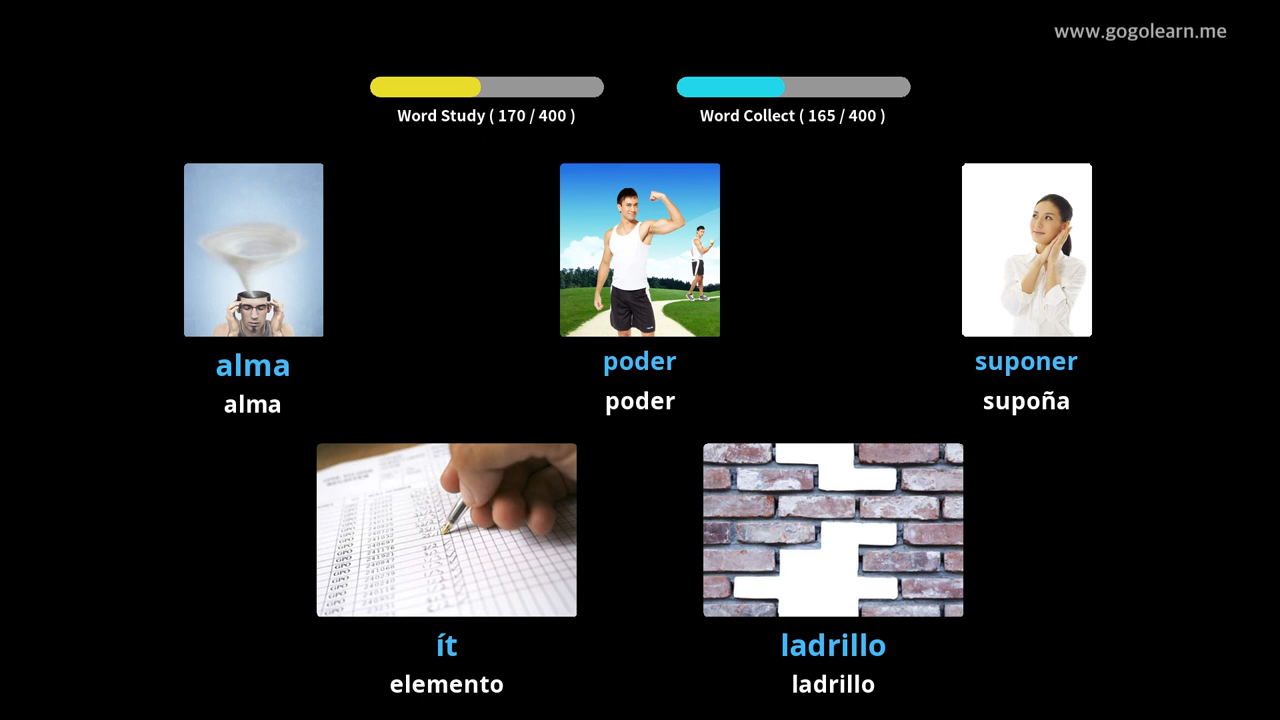 www.gogolearn.me
Word Study ( 170 / 400 )
Word Collect ( 165 / 400 )
alma
alma
poder
poder
suponer
supoña
ít
elemento
ladrillo
ladrillo